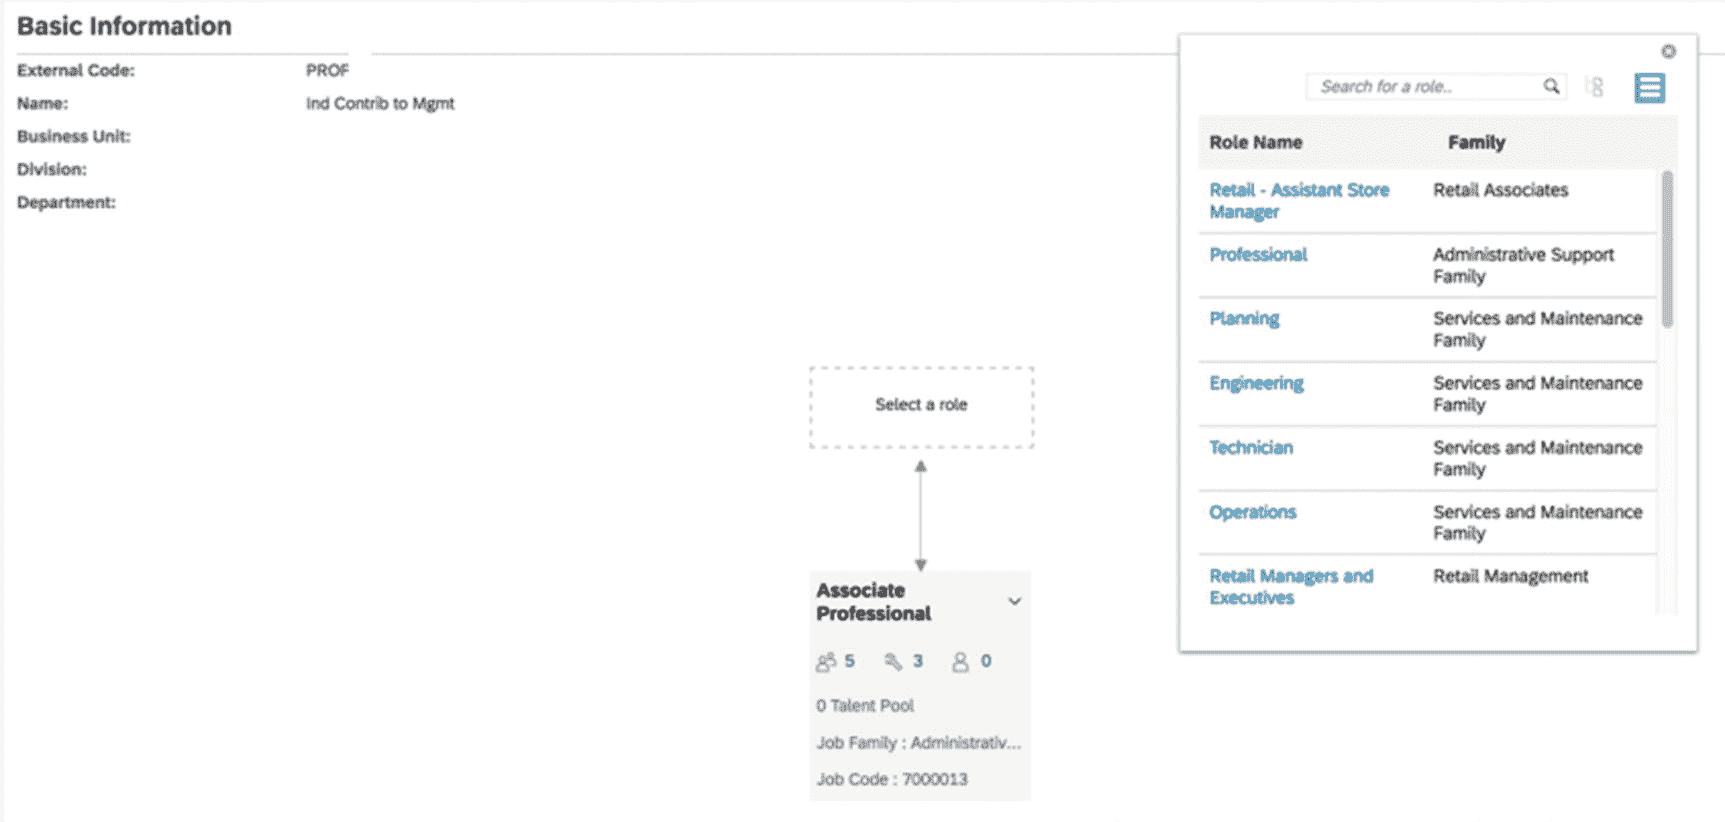 Basic Information
External Code: PROF
Name: Ind Contrib to Mgmt
Business Unit:
Division:
Department:
Select a role
Associate
Professional
5 3 0
0 Talent Pool
Job Family : Administrativ...
Job Code : 7000013
Search for a role..
Role Name Family
Retail - Assistant Store Retail Associates
Manager
Professional Administrative Support
Family
Planning Services and Maintenance
Family
Engineering Services and Maintenance
Family
Technician Services and Maintenance
Family
Operations Services and Maintenance
Family
Retail Managers and Retail Management
Executives